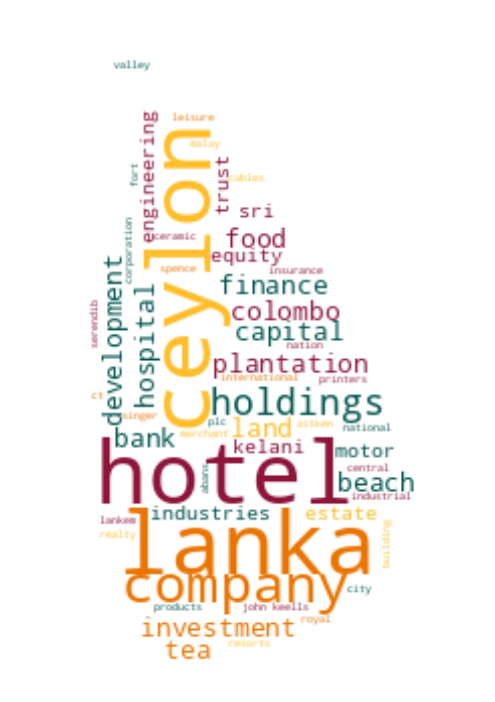 valley
leisure
engineering
ceylon
malay
trust
fort
cables
sri
corporation
ceramic
food
equity
spence
insurance
development
hospital
finance
serendib
colombo
capital
nation
plantation
international
printers
ct
holdings
singer
plc
land
aitken
national
merchant
bank
kelani
hotel
motor
central
abans
beach
industrial
lankem
industries
estate
lanka
realty
building
company
city
products
john keells
royal
investment
tea
resorts